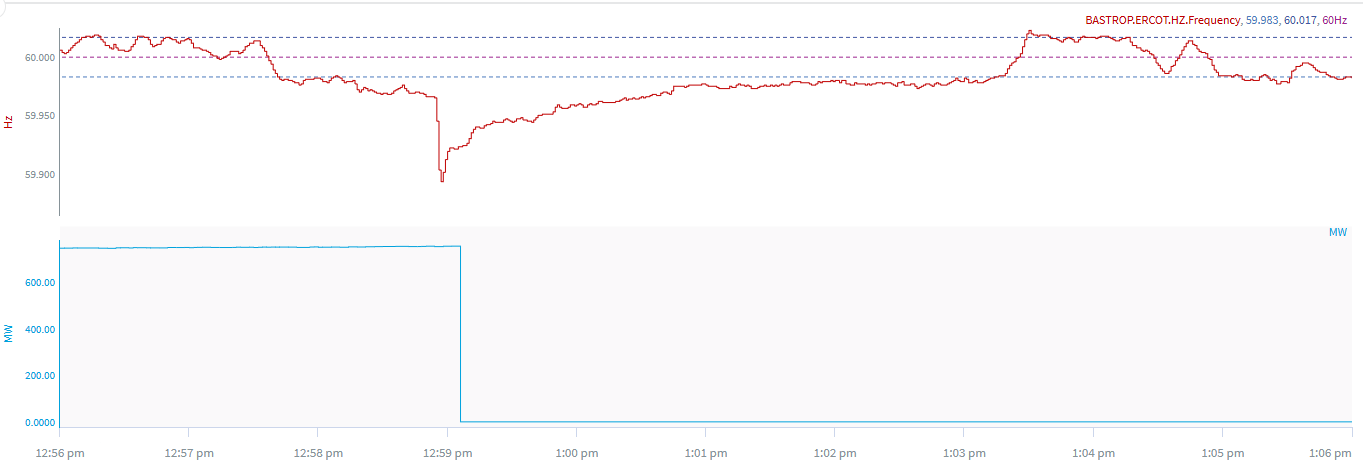 BASTROP.ERCOT.HZ.Frequency, 59.983, 60.017, 60Hz
60.000
59.950
Hz
59.900
MW
600.00
MW
400.00
200.00
0.0000
12:56 pm 12:57 pm 12:58 pm 12:59 pm 1:00 pm 1:01 pm 1:02 pm 1:03 pm 1:04 pm 1:05 pm 1:06 pm